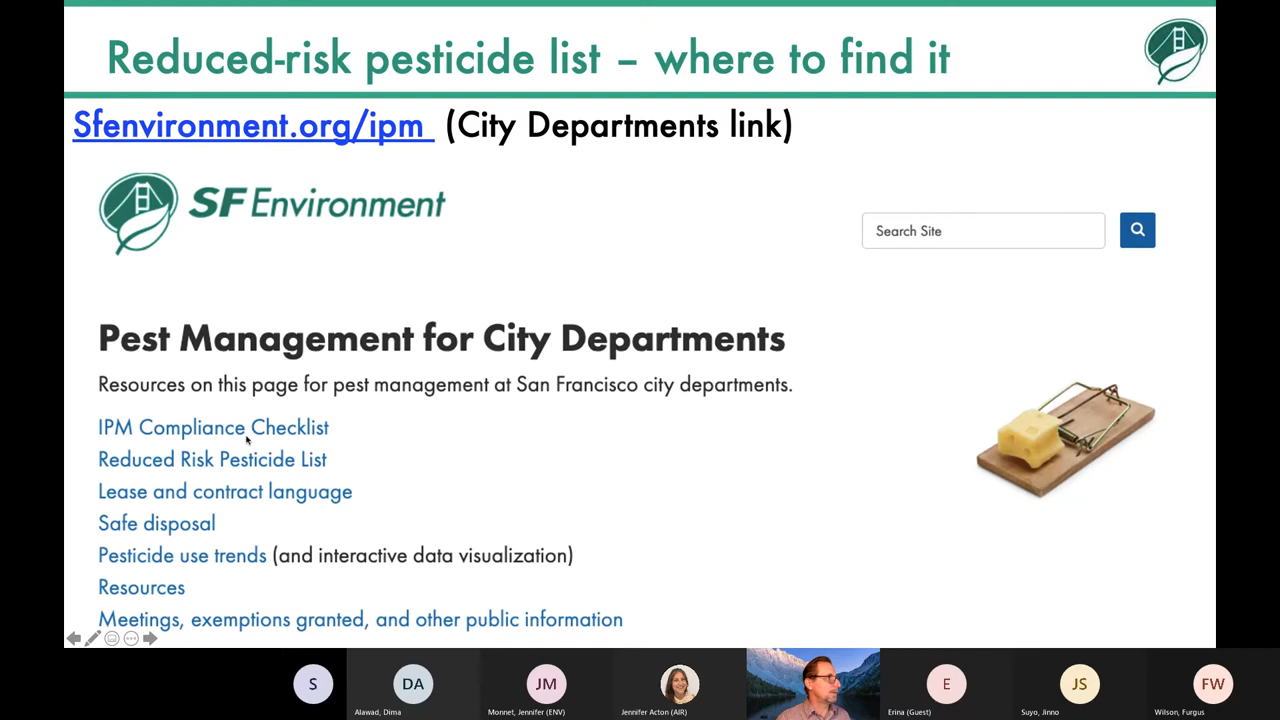 Reduced-risk pesticide list – where to find it
Sfenvironment.org/ipm (City Departments link)
SF Environment
Search Site
Pest Management for City Departments
Resources on this page for pest management at San Francisco city departments.
IPM Compliance Checklist
Reduced Risk Pesticide List
Lease and contract language
Safe disposal
Pesticide use trends (and interactive data visualization)
Resources
Meetings, exemptions granted, and other public information
S
DA
JM
E
JS
FW
Alawad, Dima
Monnet, Jennifer (ENV)
Jennifer Acton (AIR)
Erina (Guest)
Suyo, Jinno
Wilson, Furgus